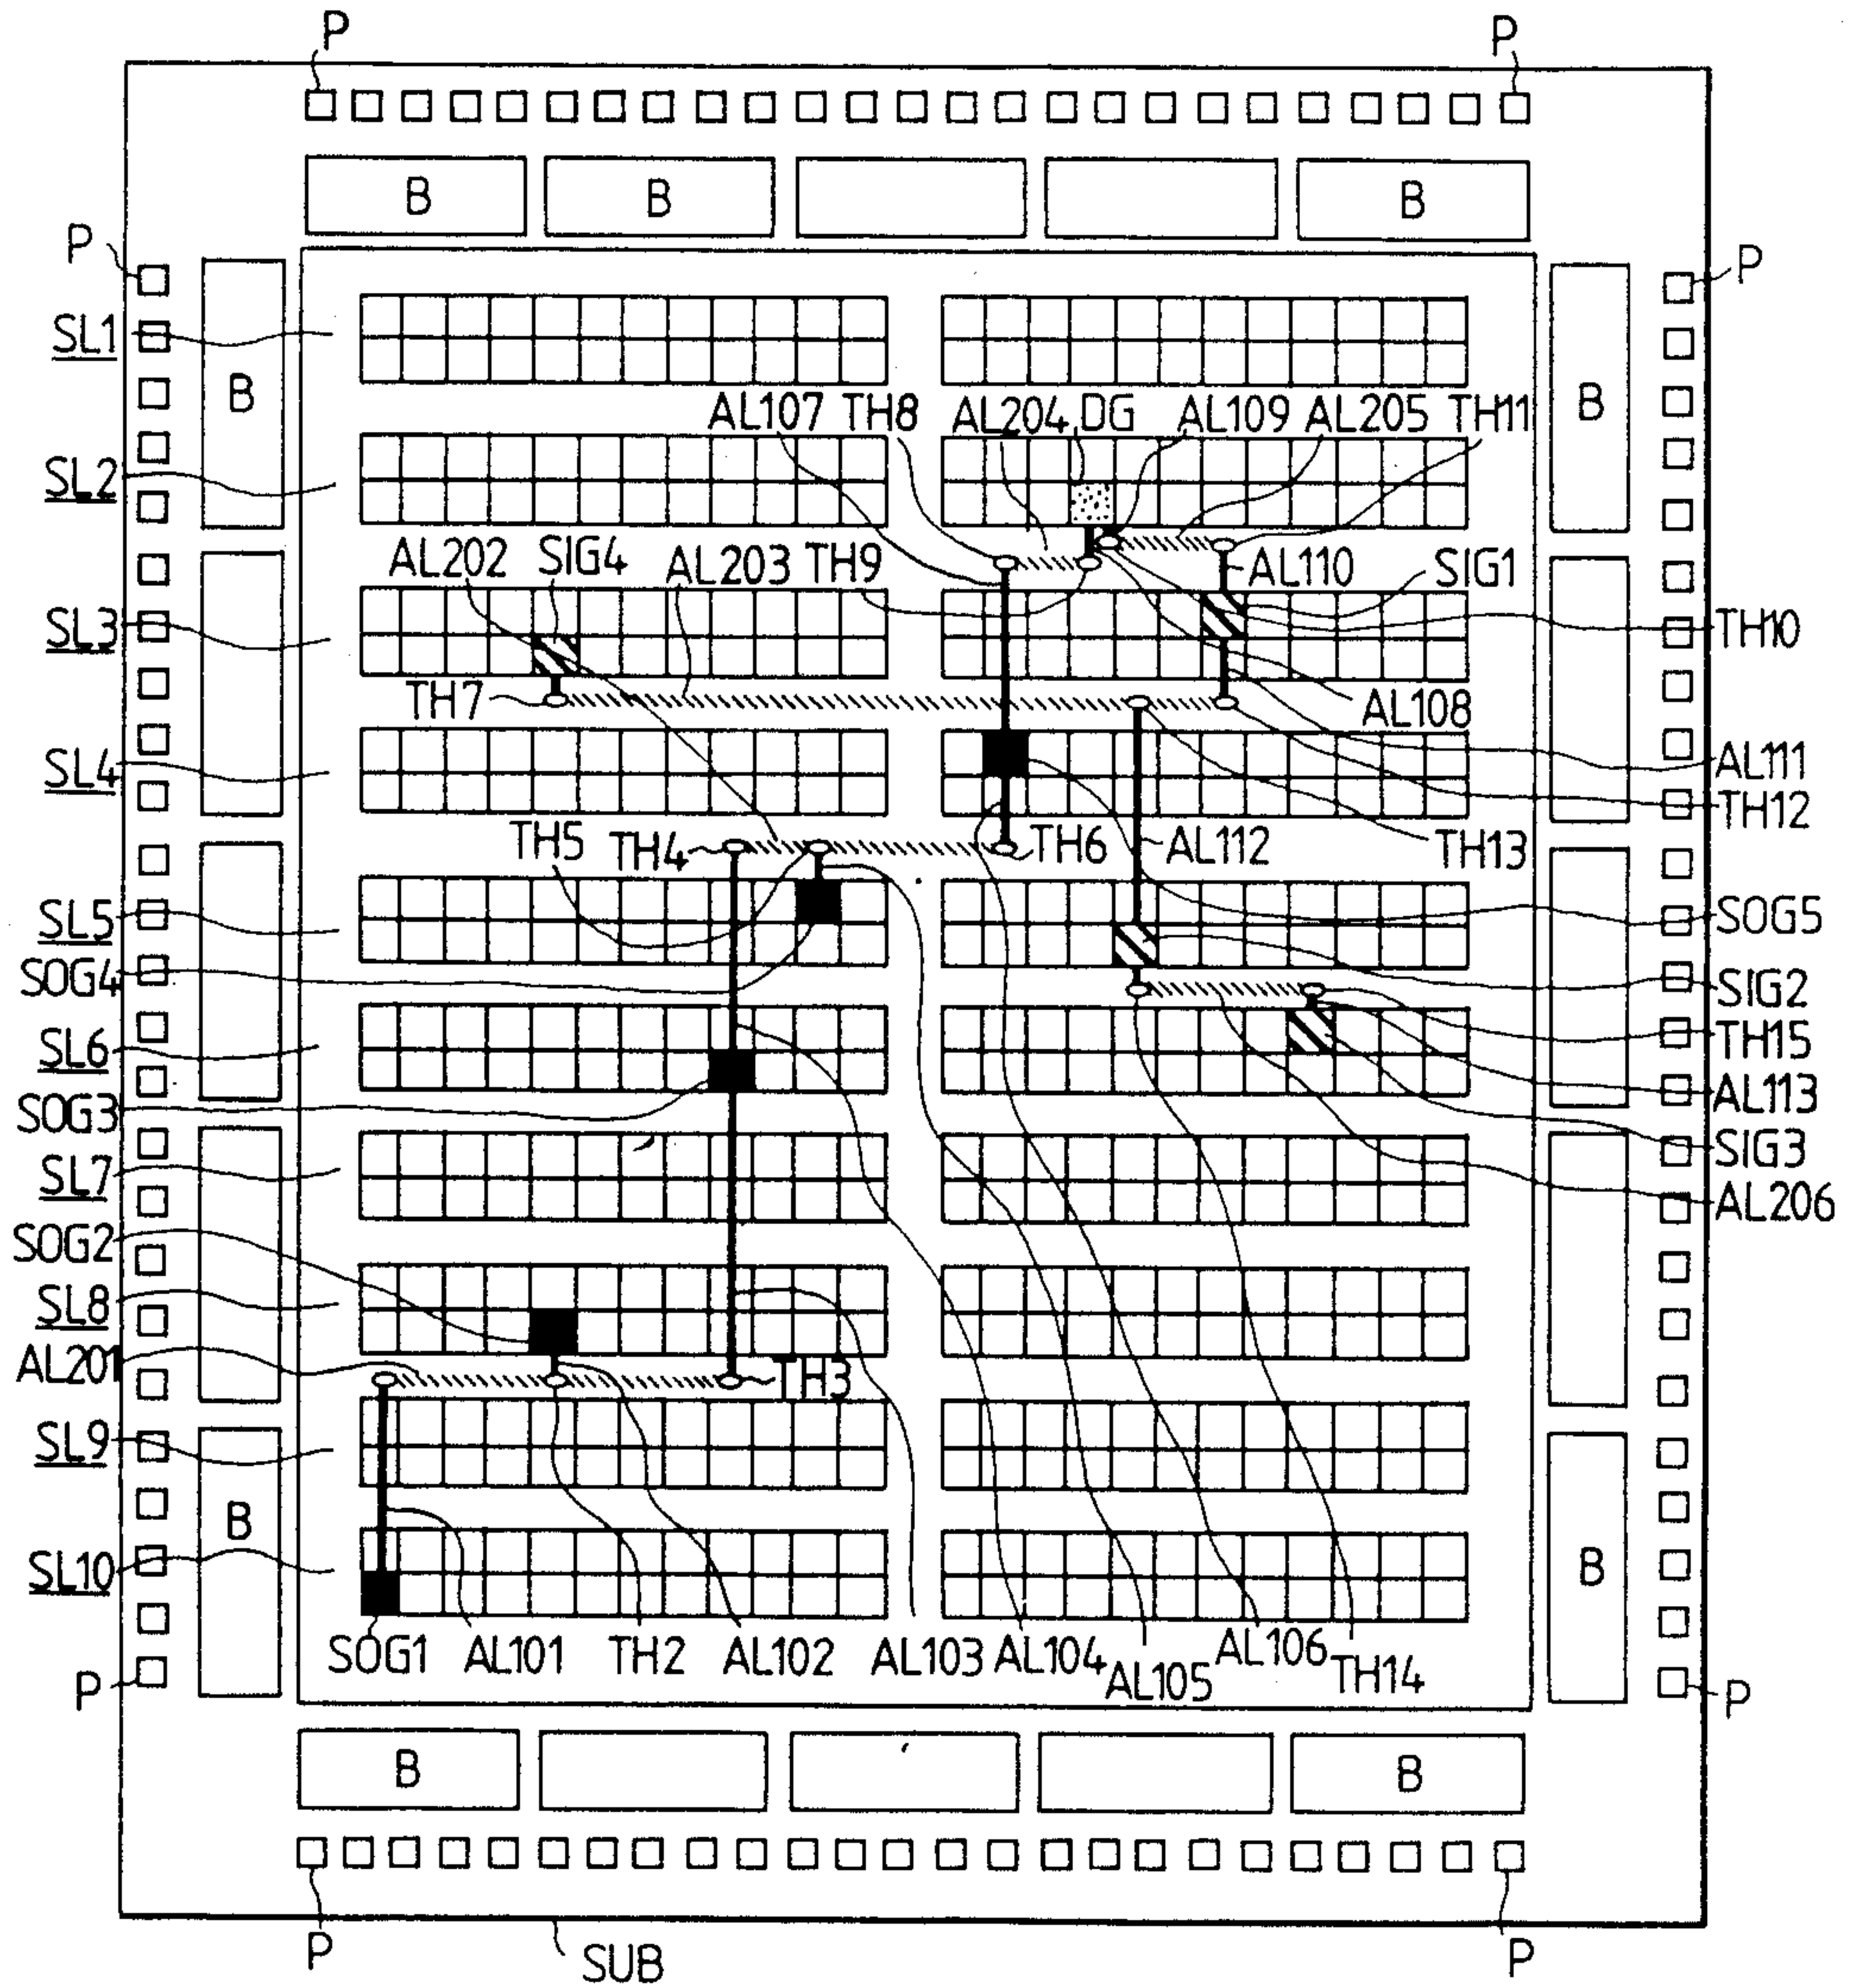 P P
B B B
P P
SL1
B B
AL107 TH8 AL204 DG AL109 AL205 TH11
SL2
AL202 SIG4 AL203 TH9 AL110 SIG1
SL3 TH10
TH7 AL108
SL4 AL111
TH12
TH5 TH4 TH6 AL112 TH13
SL5 SOG5
SOG4 SIG2
SL6 TH15
SOG3 AL113
SL7 SIG3
AL206
SOG2
SL8
AL201 TH3
SL9
B B
SL10
SOG1 AL101 TH2 AL102 AL103 AL104 AL105 AL106 TH14
P P
B B
P SUB P